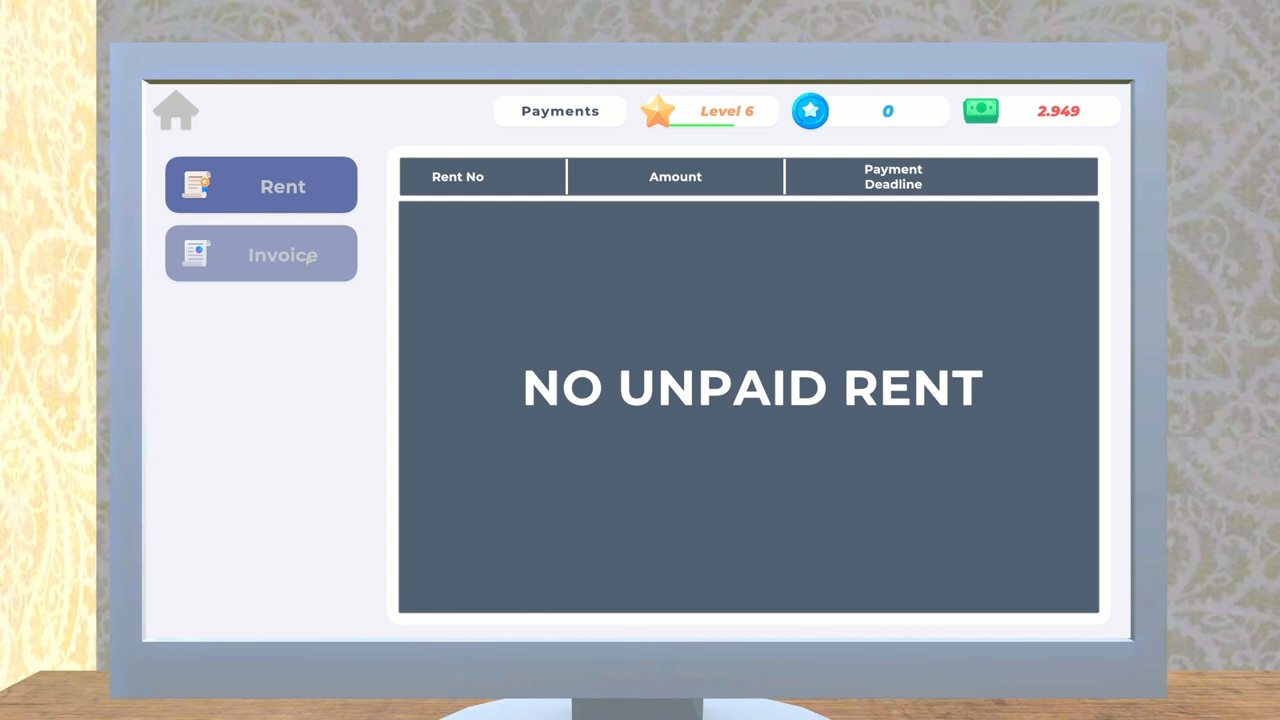 Payments
Level 6
0
2.949
Rent
Invoice
Rent No
Amount
Payment
Deadline
NO UNPAID RENT